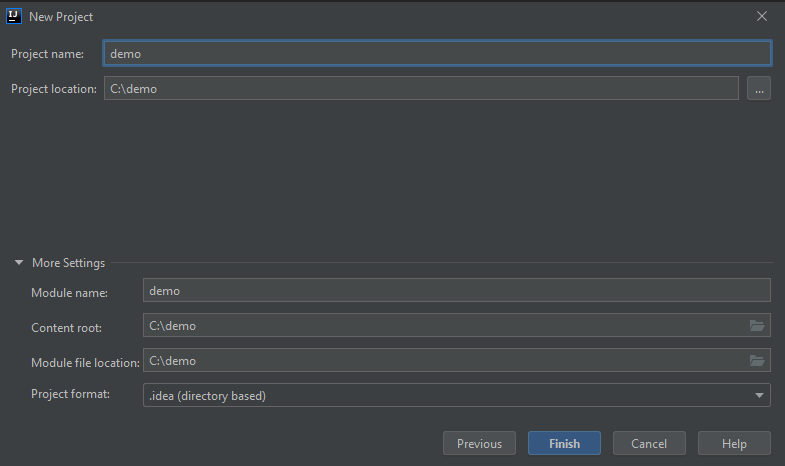 IJ New Project
Project name: demo
Project location: C:\demo ...
More Settings
Module name: demo
Content root: C:\demo
Module file location: C:\demo
Project format: .idea (directory based)
Previous Finish Cancel Help